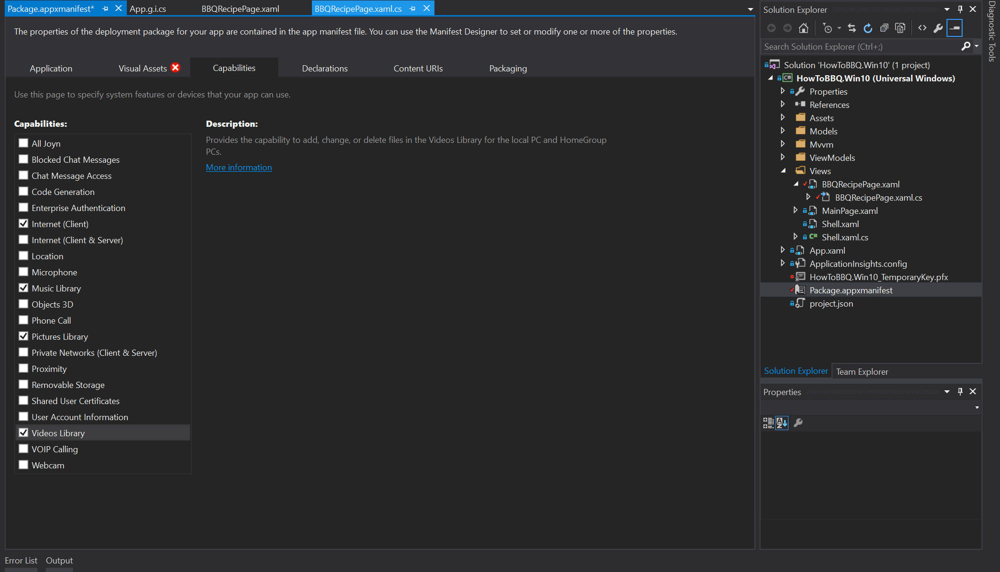 Package.appxmanifest*
App.g.i.cs
BBQRecipePage.xaml
BBQRecipePage.xaml.cs
The properties of the deployment package for your app are contained in the app manifest file. You can use the Manifest Designer to set or modify one or more of the properties.
Application
Visual Assets
Capabilities
Declarations
Content URIs
Packaging
Use this page to specify system features or devices that your app can use.
Capabilities:
All Joyn
Blocked Chat Messages
Chat Message Access
Code Generation
Enterprise Authentication
Internet (Client)
Internet (Client & Server)
Location
Microphone
Music Library
Objects 3D
Phone Call
Pictures Library
Private Networks (Client & Server)
Proximity
Removable Storage
Shared User Certificates
User Account Information
Videos Library
VOIP Calling
Webcam
Description:
Provides the capability to add, change, or delete files in the Videos Library for the local PC and HomeGroup
PCs.
More information
Error List
Output
Solution Explorer
Search Solution Explorer (Ctrl+;)
Solution 'HowToBBQ.Win10' (1 project)
C# HowToBBQ.Win10 (Universal Windows)
Properties
References
Assets
Models
Mvvm
ViewModels
Views
BBQRecipePage.xaml
BBQRecipePage.xaml.cs
MainPage.xaml
Shell.xaml
C# Shell.xaml.cs
App.xaml
ApplicationInsights.config
HowToBBQ.Win10_TemporaryKey.pfx
Package.appxmanifest
project.json
Solution Explorer
Team Explorer
Properties
Diagnostic Tools